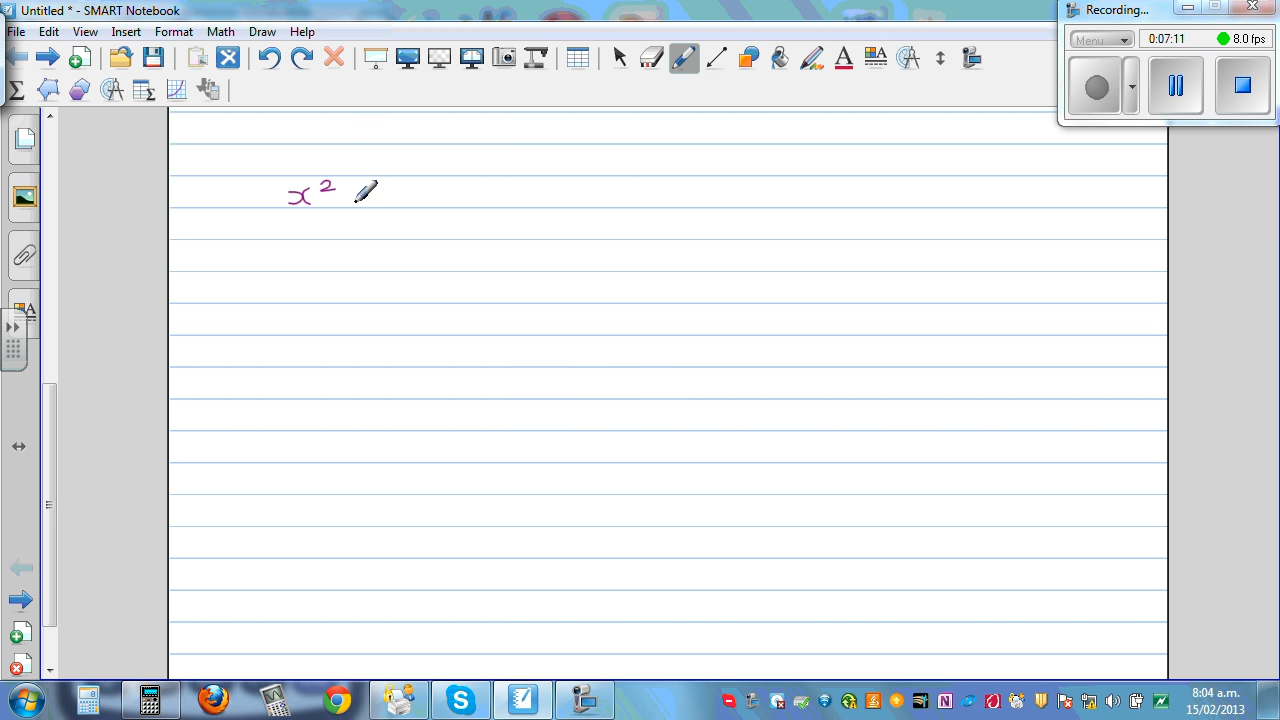 Untitled * - SMART Notebook
Recording...
File Edit View Insert Format Math Draw Help
Menu 0:07:11 8.0 fps
x²
8:04 a.m.
15/02/2013